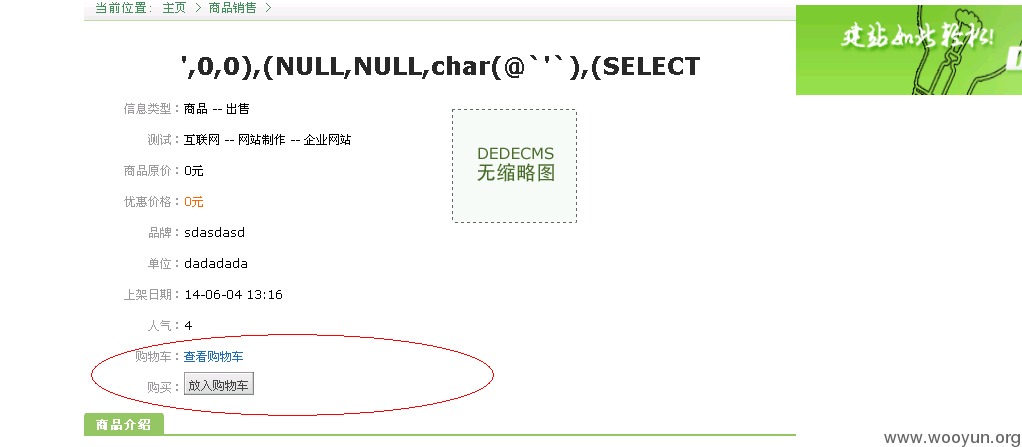 当前位置: 主页 > 商品销售 >
建站如此轻松!
',0,0),(NULL,NULL,char(@`'`),(SELECT
信息类型：商品 -- 出售
测试：互联网 -- 网站制作 -- 企业网站
商品原价：0元
优惠价格：0元
品牌：sdasdasd
单位：dadadada
上架日期：14-06-04 13:16
人气：4
购物车：查看购物车
购买：放入购物车
DEDECMS
无缩略图
商品介绍
www.wooyun.org